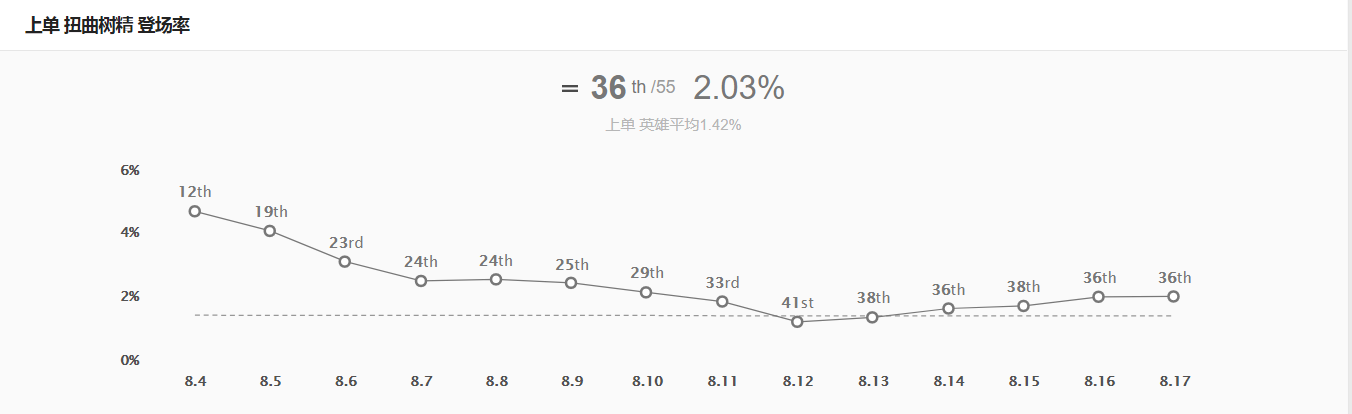 上单 扭曲树精 登场率
= 36 th /55 2.03%
上单 英雄平均1.42%
6%
4%
2%
0%
12th 19th 23rd 24th 24th 25th 29th 33rd 41st 38th 36th 38th 36th 36th
8.4 8.5 8.6 8.7 8.8 8.9 8.10 8.11 8.12 8.13 8.14 8.15 8.16 8.17